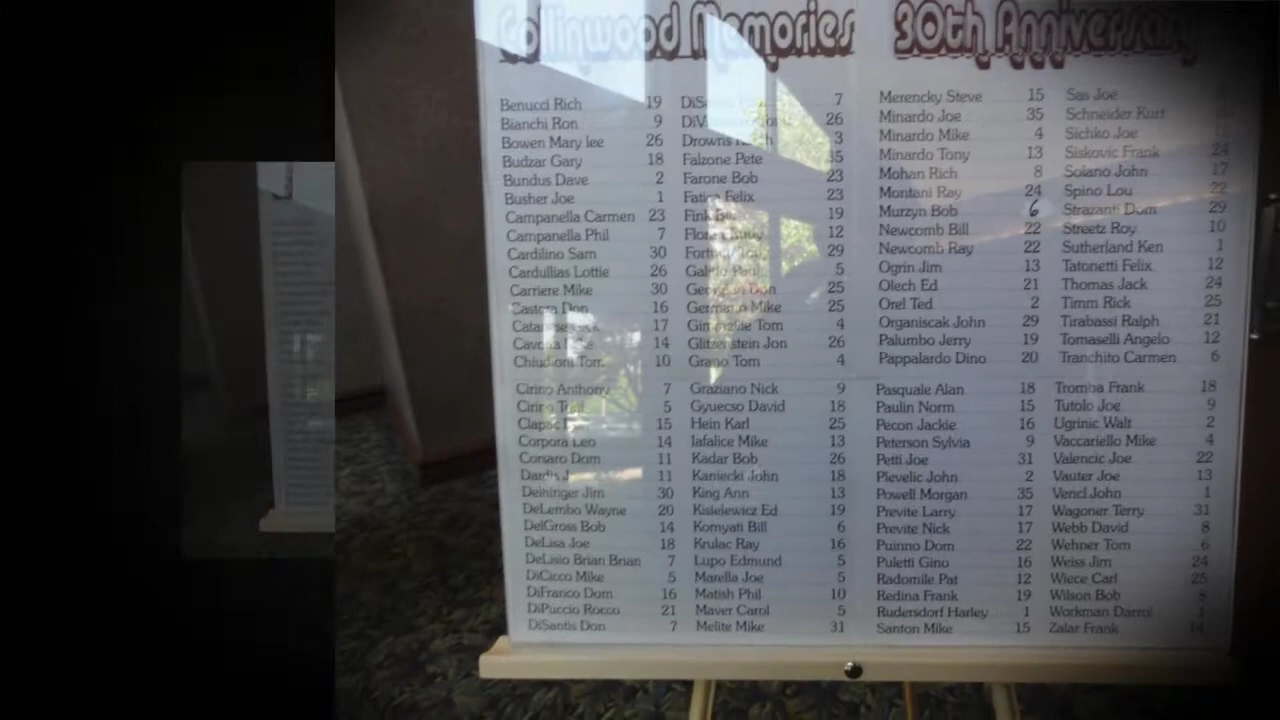 Collinwood Memories 30th Anniversary
Benucci Rich 19
Bianchi Ron 9
Bowen Mary lee 26
Budzar Gary 18
Bundus Dave 2
Busher Joe 1
Campanella Carmen 23
Campanella Phil 7
Cardilino Sam 30
Cardullias Lottie 26
Carriere Mike 30
Castora Don 16
17
14
Chiudioni Tom 10
Cirino Anthony 7
Cirino 5
15
Corpora Leo 14
Corsaro Dom 11
Dardis 11
Deininger Jim 30
DeLembo Wayne 20
DelGross Bob 14
DeLisa Joe 18
DeLisio Brian Brian 7
DiCicco Mike 5
DiFranco Dom 16
DiPuccio Rocco 21
DiSantis Don 7
7
26
Drowns 3
Falzone Pete 35
Farone Bob 23
Fatica Felix 23
Fink 19
12
29
5
Don 25
Germano Mike 25
Tom 4
Glitzenstein Jon 26
Grano Tom 4
Graziano Nick 9
Gyuecso David 18
Hein Karl 25
Iafalice Mike 13
Kadar Bob 26
Kaniecki John 18
King Ann 13
Kisielewicz Ed 19
Komyati Bill 6
Krulac Ray 16
Lupo Edmund 5
Marella Joe 5
Matish Phil 10
Maver Carol 5
Melite Mike 31
Merencky Steve 15
Minardo Joe 35
Minardo Mike 4
Minardo Tony 13
Mohan Rich 8
Montani Ray 24
Murzyn Bob 6
Newcomb Bill 22
Newcomb Ray 22
Ogrin Jim 13
Olech Ed 21
Orel Ted 2
Organiscak John 29
Palumbo Jerry 19
Pappalardo Dino 20
Pasquale Alan 18
Paulin Norm 15
Pecon Jackie 16
Peterson Sylvia 9
Petti Joe 31
Plevelic John 2
Powell Morgan 35
Previte Larry 17
Previte Nick 17
Puinno Dom 22
Puletti Gino 16
Radomile Pat 12
Redina Frank 19
Rudersdorf Harley 1
Santon Mike 15
Sas Joe
Schneider Kurt
Sichko Joe
Siskovic Frank 24
Solano John 17
Spino Lou 22
Strazanti Dom 29
Streetz Roy 10
Sutherland Ken 1
Tatonetti Felix 12
Thomas Jack 24
Timm Rick 25
Tirabassi Ralph 21
Tomaselli Angelo 12
Tranchito Carmen 6
Tromba Frank 18
Tutolo Joe 9
Ugrinic Walt 2
Vaccariello Mike 4
Valencic Joe 22
Vauter Joe 13
Vencl John 1
Wagoner Terry 31
Webb David 8
Wehner Tom 6
Weiss Jim 24
Wiece Carl 25
Wilson Bob 8
Workman Darrol 1
Zalar Frank 14